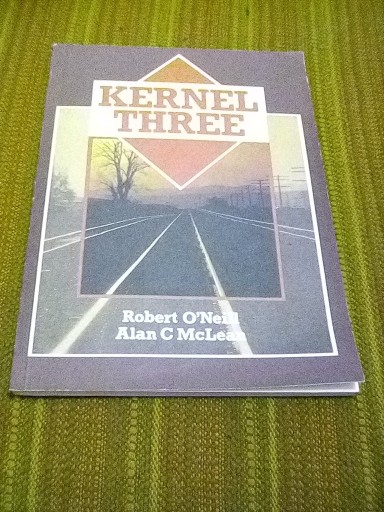 KERNEL
THREE
Robert O'Neill
Alan C McLean